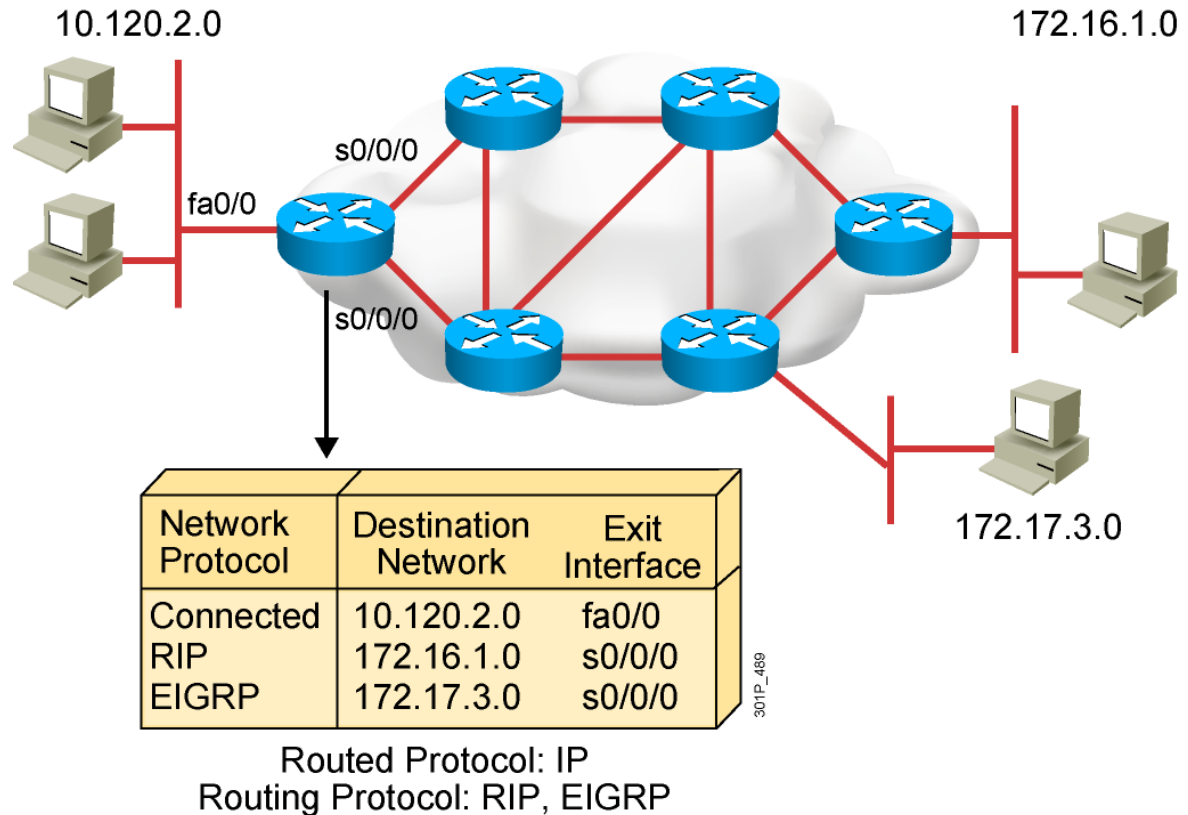 10.120.2.0
172.16.1.0
s0/0/0
fa0/0
s0/0/0
172.17.3.0
Network Protocol
Destination Network
Exit Interface
Connected 10.120.2.0 fa0/0
RIP 172.16.1.0 s0/0/0
EIGRP 172.17.3.0 s0/0/0
301P_489
Routed Protocol: IP
Routing Protocol: RIP, EIGRP